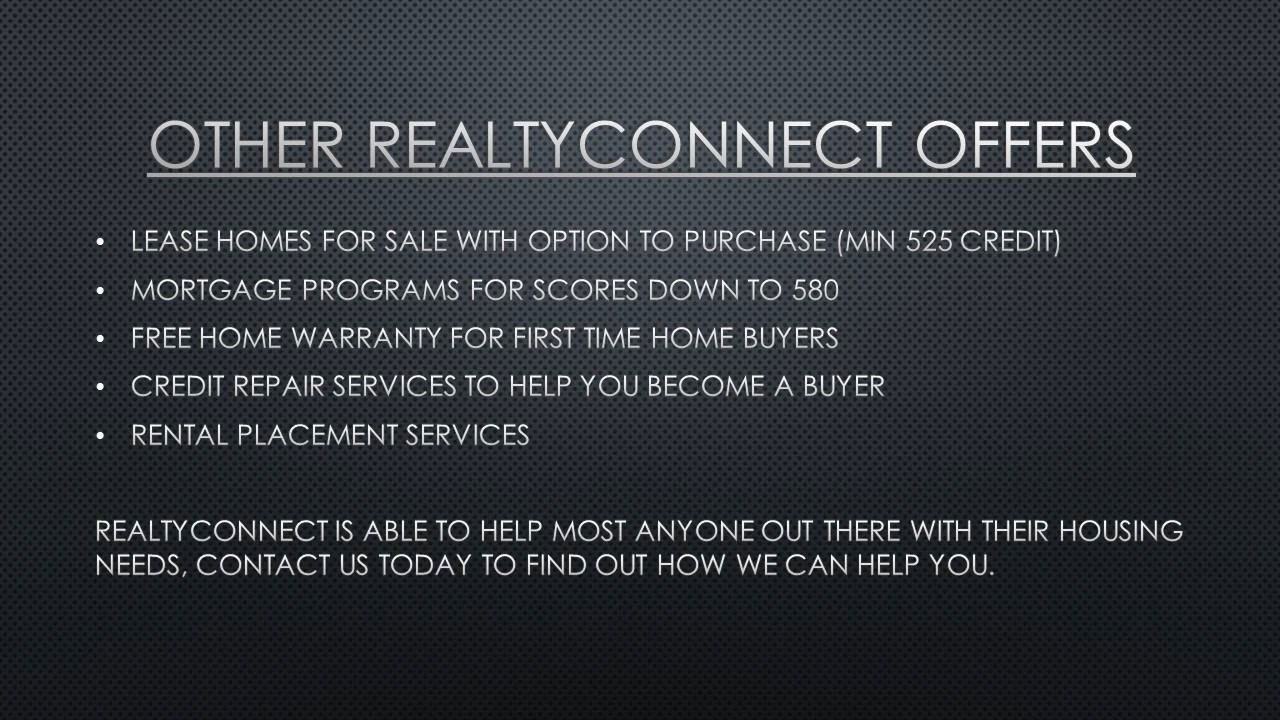 OTHER REALTYCONNECT OFFERS
• LEASE HOMES FOR SALE WITH OPTION TO PURCHASE (MIN 525 CREDIT)
• MORTGAGE PROGRAMS FOR SCORES DOWN TO 580
• FREE HOME WARRANTY FOR FIRST TIME HOME BUYERS
• CREDIT REPAIR SERVICES TO HELP YOU BECOME A BUYER
• RENTAL PLACEMENT SERVICES
REALTYCONNECT IS ABLE TO HELP MOST ANYONE OUT THERE WITH THEIR HOUSING
NEEDS, CONTACT US TODAY TO FIND OUT HOW WE CAN HELP YOU.